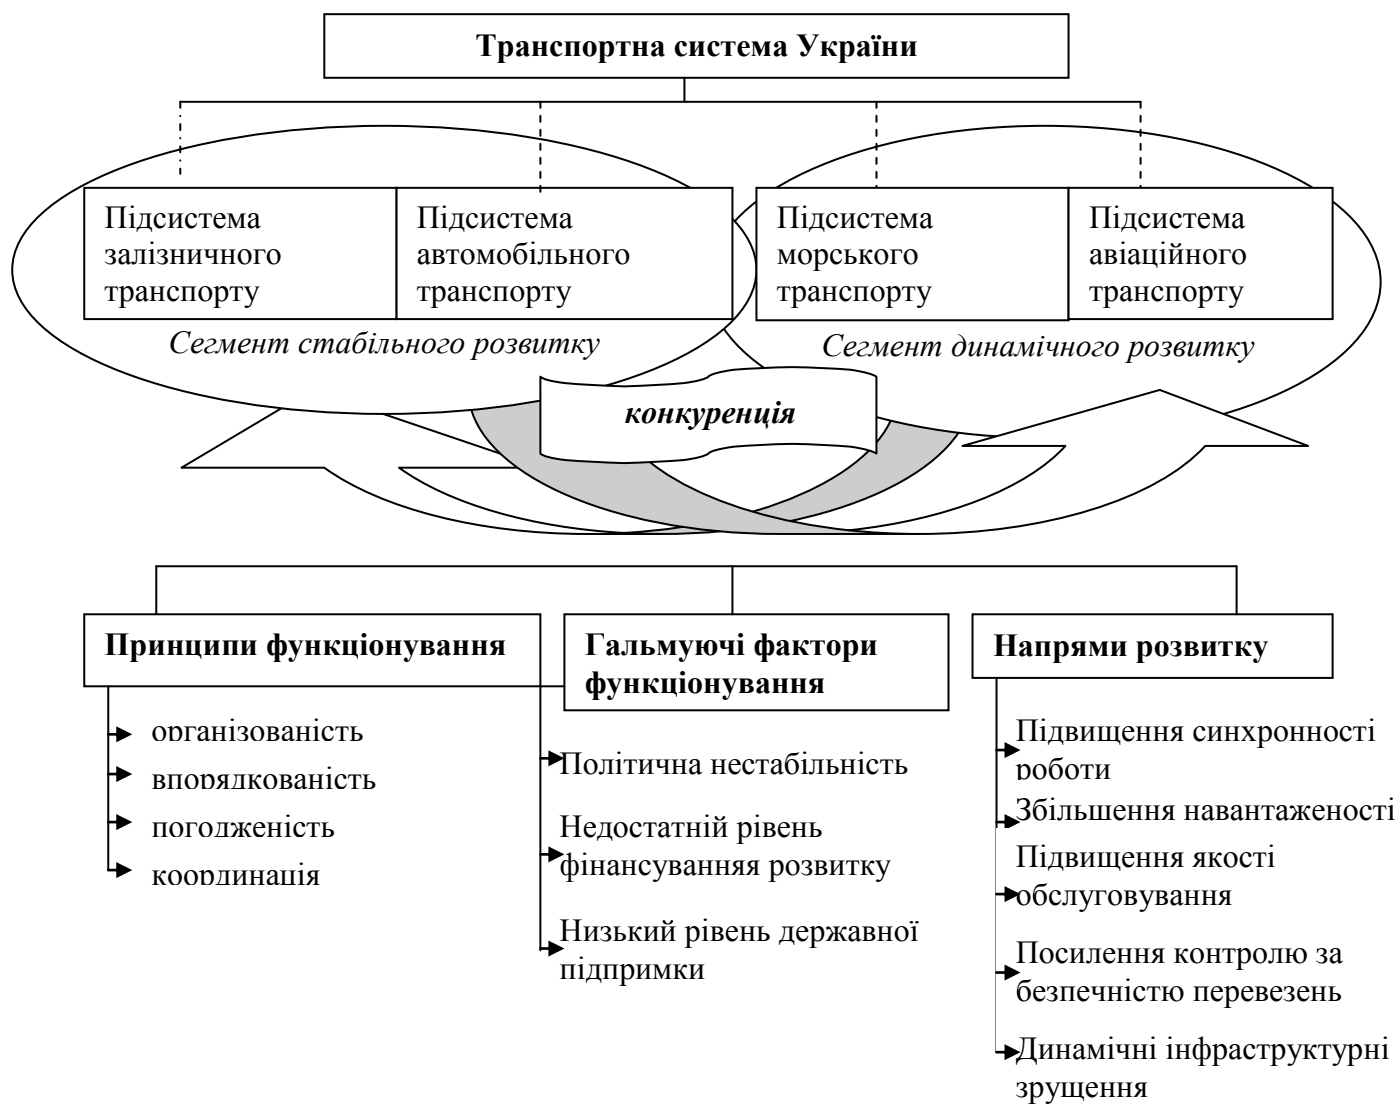 Транспортна система України
Підсистема
залізничного
транспорту
Підсистема
автомобільного
транспорту
Підсистема
морського
транспорту
Підсистема
авіаційного
транспорту
Сегмент стабільного розвитку
Сегмент динамічного розвитку
конкуренція
Принципи функціонування
організованість
впорядкованість
погодженість
координація
Гальмуючі фактори
функціонування
Політична нестабільність
Недостатній рівень
фінансуванняя розвитку
Низький рівень державної
підпримки
Напрями розвитку
Підвищення синхронності
роботи
Збільшення навантаженості
Підвищення якості
обслуговування
Посилення контролю за
безпечністю перевезень
Динамічні інфраструктурні
зрущення